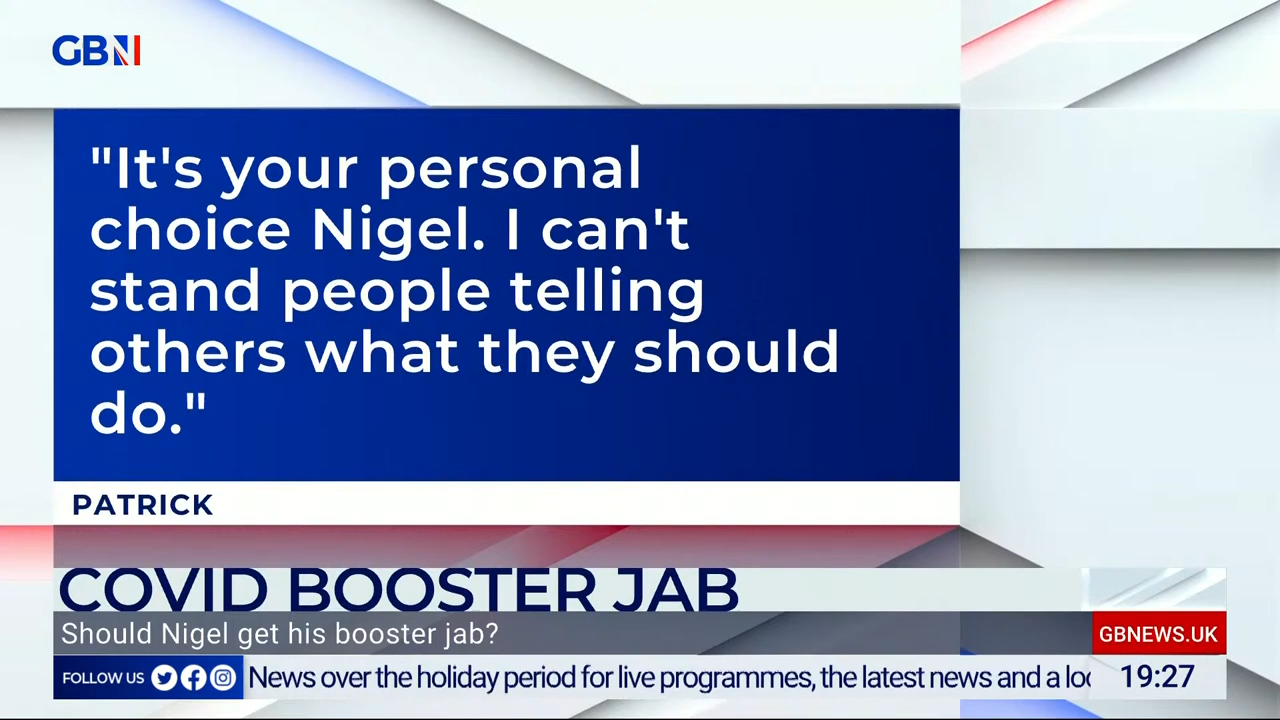 GBN
"It's your personal
choice Nigel. I can't
stand people telling
others what they should
do."
PATRICK
COVID BOOSTER JAB
Should Nigel get his booster jab?
GBNEWS.UK
FOLLOW US
News over the holiday period for live programmes, the latest news and a
19:27